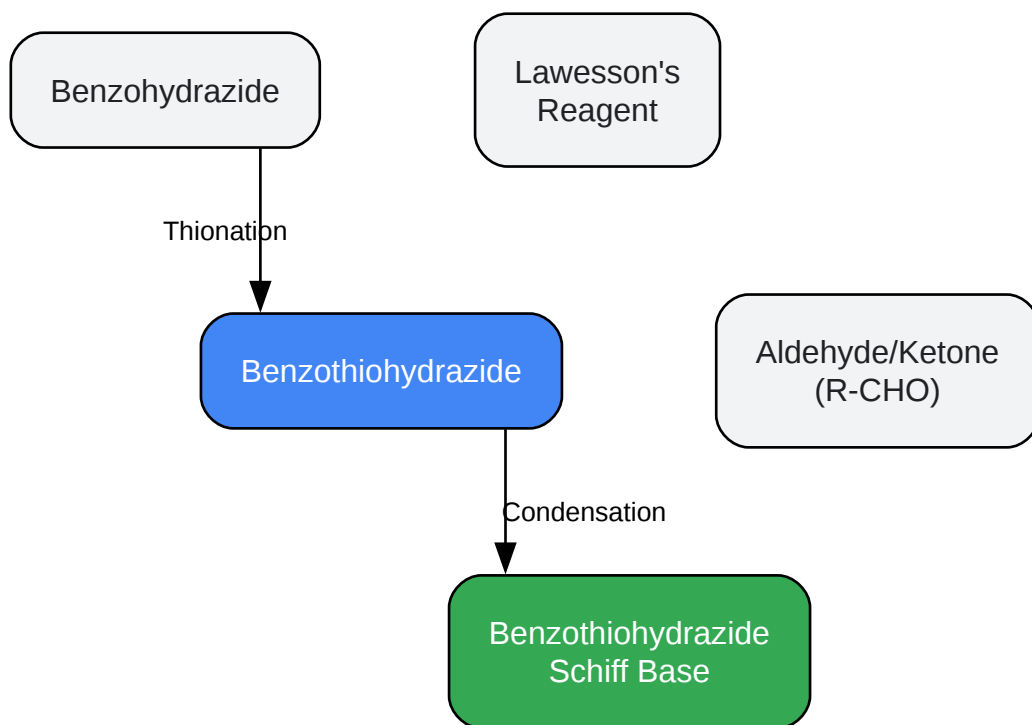 Benzohydrazide
Lawesson's
Reagent
Thionation
Benzothiohydrazide
Aldehyde/Ketone
(R-CHO)
Condensation
Benzothiohydrazide
Schiff Base